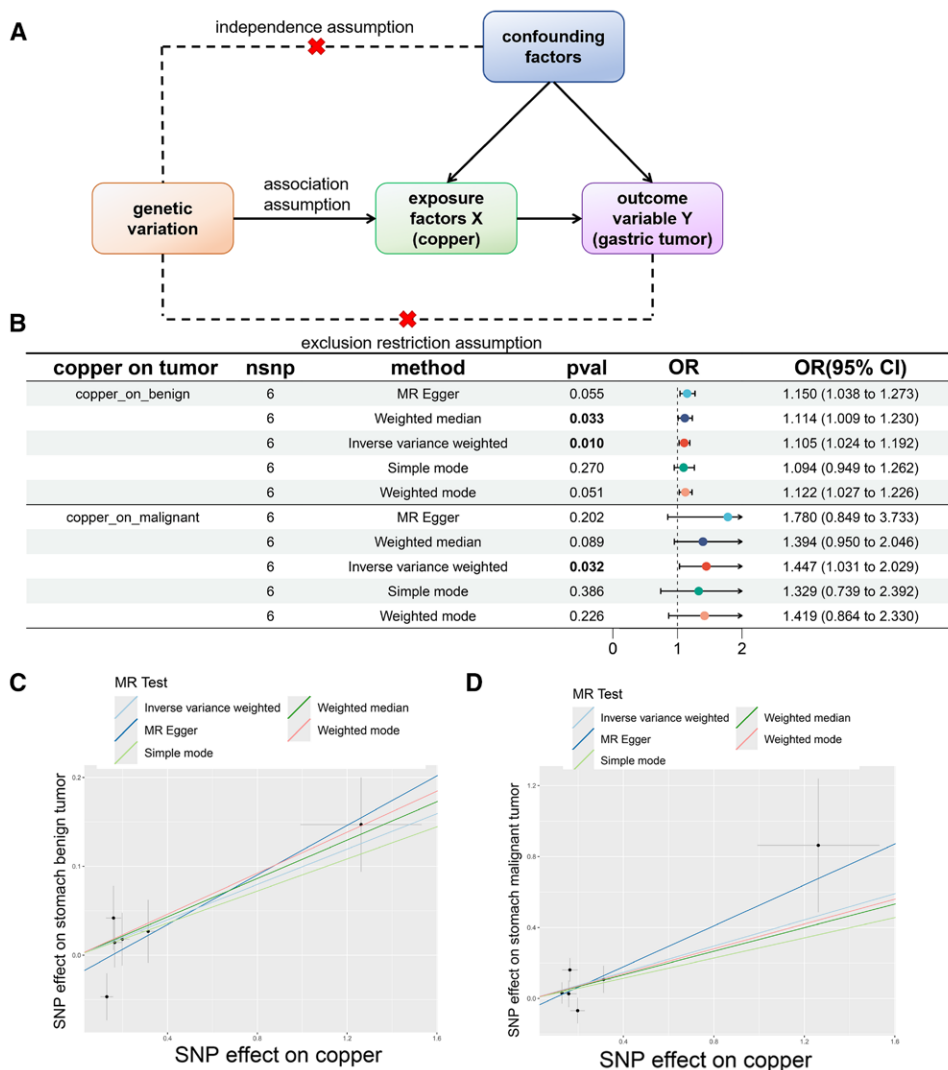 A
independence assumption
confounding
factors
genetic
variation
association
assumption
exposure
factors X
(copper)
outcome
variable Y
(gastric tumor)
exclusion restriction assumption
B
copper on tumor nsnp method pval OR OR(95% CI)
copper_on_benign 6 MR Egger 0.055 1.150 (1.038 to 1.273)
6 Weighted median 0.033 1.114 (1.009 to 1.230)
6 Inverse variance weighted 0.010 1.105 (1.024 to 1.192)
6 Simple mode 0.270 1.094 (0.949 to 1.262)
6 Weighted mode 0.051 1.122 (1.027 to 1.226)
copper_on_malignant 6 MR Egger 0.202 1.780 (0.849 to 3.733)
6 Weighted median 0.089 1.394 (0.950 to 2.046)
6 Inverse variance weighted 0.032 1.447 (1.031 to 2.029)
6 Simple mode 0.386 1.329 (0.739 to 2.392)
6 Weighted mode 0.226 1.419 (0.864 to 2.330)
0 1 2
C
MR Test
Inverse variance weighted
MR Egger
Simple mode
Weighted median
Weighted mode
SNP effect on stomach benign tumor
0.2
0.1
0.0
0.4 0.8 1.2 1.6
SNP effect on copper
D
MR Test
Inverse variance weighted
MR Egger
Simple mode
Weighted median
Weighted mode
SNP effect on stomach malignant tumor
1.2
0.8
0.4
0.0
0.4 0.8 1.2 1.6
SNP effect on copper